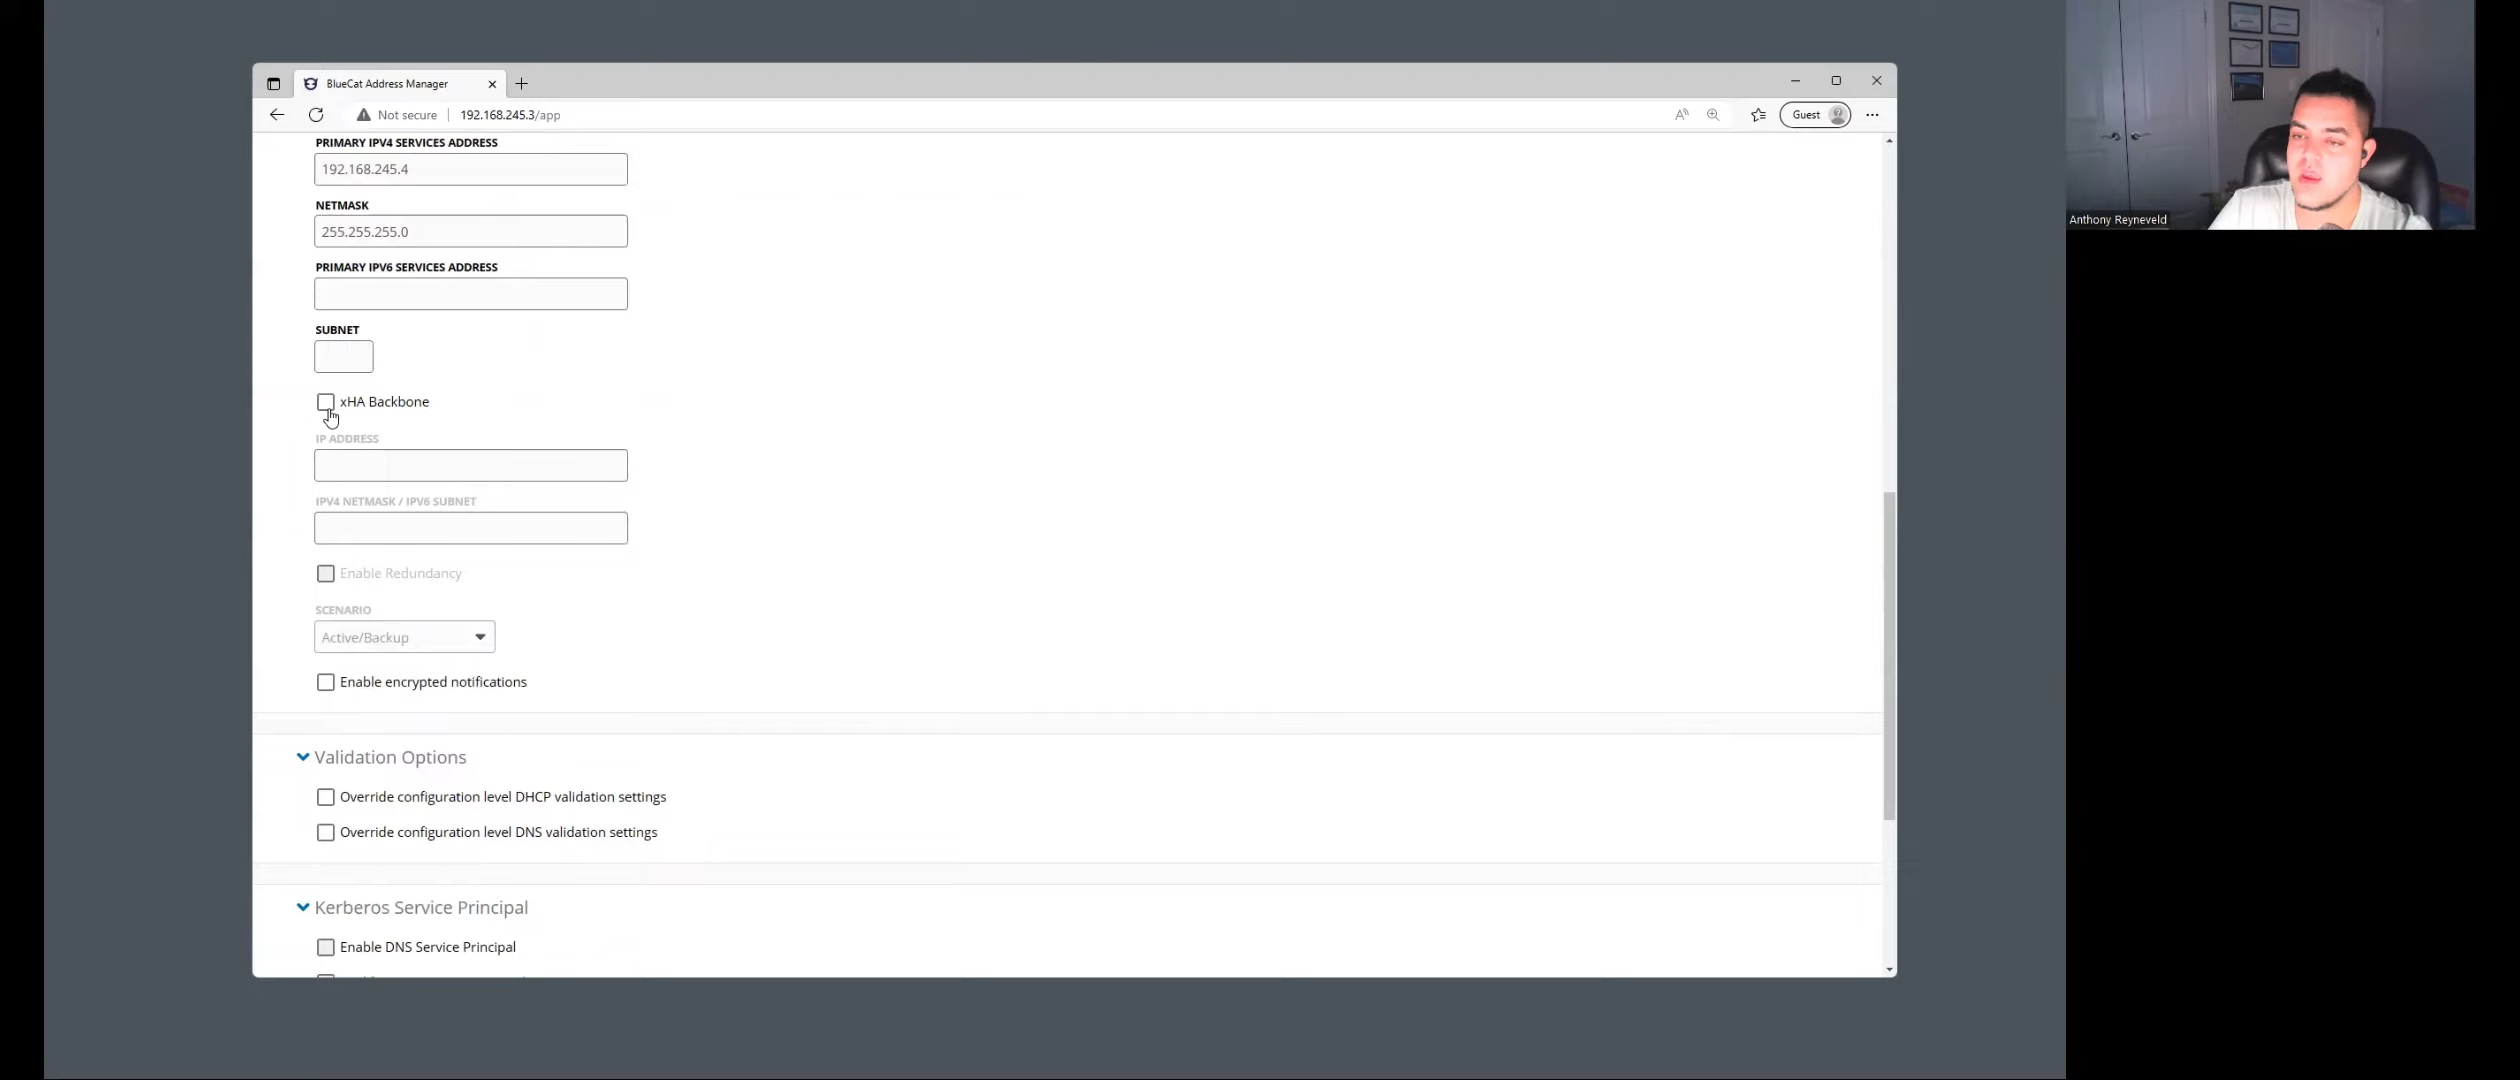 BlueCat Address Manager
Not secure
192.168.245.3/app
Guest
PRIMARY IPV4 SERVICES ADDRESS
192.168.245.4
NETMASK
255.255.255.0
PRIMARY IPV6 SERVICES ADDRESS
SUBNET
xHA Backbone
IP ADDRESS
IPV4 NETMASK / IPV6 SUBNET
Enable Redundancy
SCENARIO
Active/Backup
Enable encrypted notifications
Validation Options
Override configuration level DHCP validation settings
Override configuration level DNS validation settings
Kerberos Service Principal
Enable DNS Service Principal
Anthony Reyneveld